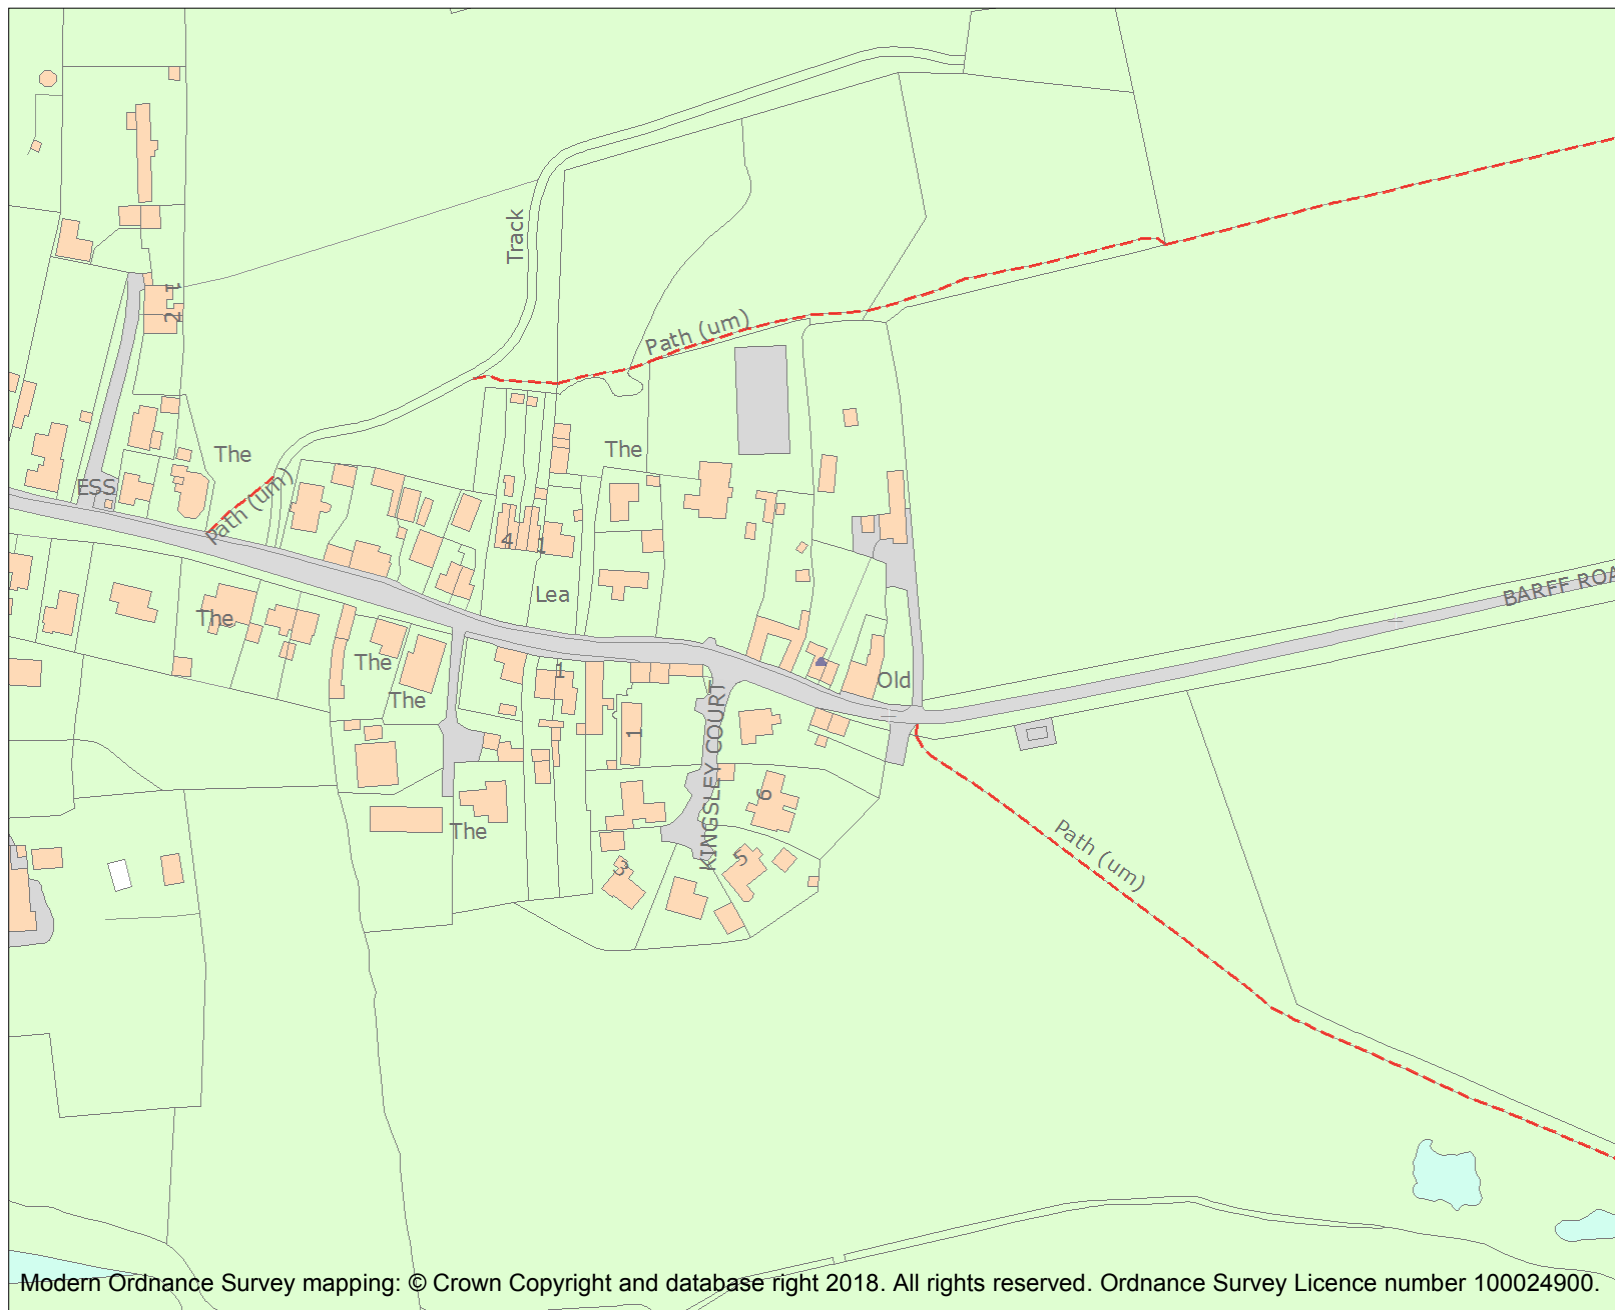 Track
1
2
Path (um)
The
The
ESS
Path (um)
4
1
Lea
BARFF ROA
The
The
1
Old
The
KINGSLEY COURT
1
6
The
Path (um)
5
3
Modern Ordnance Survey mapping: © Crown Copyright and database right 2018. All rights reserved. Ordnance Survey Licence number 100024900.